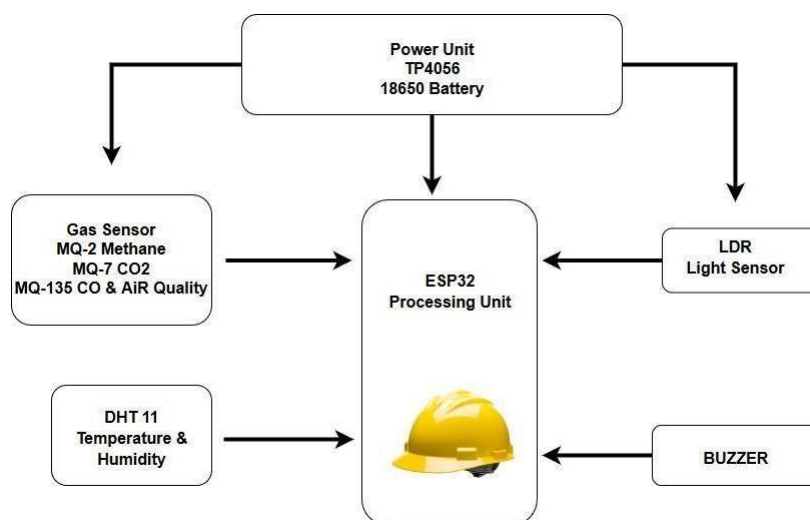 Power Unit
TP4056
18650 Battery
Gas Sensor
MQ-2 Methane
MQ-7 CO2
MQ-135 CO & AiR Quality
ESP32
Processing Unit
LDR
Light Sensor
DHT 11
Temperature &
Humidity
BUZZER